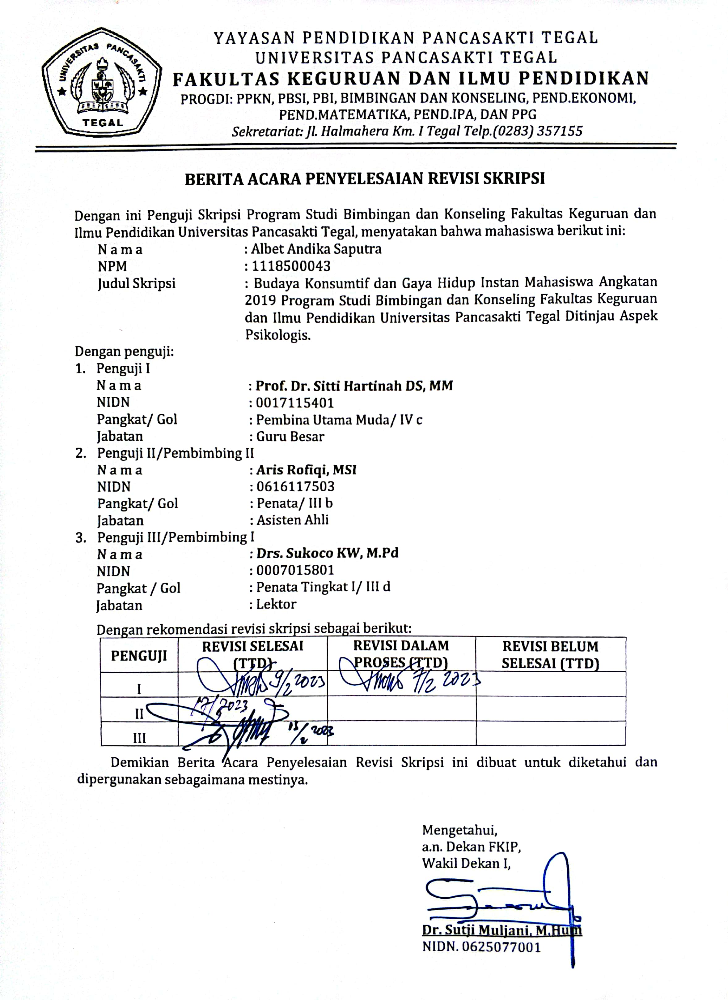 UNIVERSITAS PANCASAKTI
TEGAL
YAYASAN PENDIDIKAN PANCASAKTI TEGAL
UNIVERSITAS PANCASAKTI TEGAL
FAKULTAS KEGURUAN DAN ILMU PENDIDIKAN
PROGDI: PPKN, PBSI, PBI, BIMBINGAN DAN KONSELING, PEND.EKONOMI,
PEND.MATEMATIKA, PEND.IPA, DAN PPG
Sekretariat: Jl. Halmahera Km. I Tegal Telp.(0283) 357155
BERITA ACARA PENYELESAIAN REVISI SKRIPSI
Dengan ini Penguji Skripsi Program Studi Bimbingan dan Konseling Fakultas Keguruan dan
Ilmu Pendidikan Universitas Pancasakti Tegal, menyatakan bahwa mahasiswa berikut ini:
N a m a : Albet Andika Saputra
NPM : 1118500043
Judul Skripsi : Budaya Konsumtif dan Gaya Hidup Instan Mahasiswa Angkatan
2019 Program Studi Bimbingan dan Konseling Fakultas Keguruan
dan Ilmu Pendidikan Universitas Pancasakti Tegal Ditinjau Aspek
Psikologis.
Dengan penguji:
1. Penguji I
N a m a : Prof. Dr. Sitti Hartinah DS, MM
NIDN : 0017115401
Pangkat/ Gol : Pembina Utama Muda/ IV c
Jabatan : Guru Besar
2. Penguji II/Pembimbing II
N a m a : Aris Rofiqi, MSI
NIDN : 0616117503
Pangkat/ Gol : Penata/ III b
Jabatan : Asisten Ahli
3. Penguji III/Pembimbing I
N a m a : Drs. Sukoco KW, M.Pd
NIDN : 0007015801
Pangkat / Gol : Penata Tingkat I/ III d
Jabatan : Lektor
Dengan rekomendasi revisi skripsi sebagai berikut:
PENGUJI REVISI SELESAI (TTD) REVISI DALAM PROSES (TTD) REVISI BELUM SELESAI (TTD)
I 9/2 2023 7/2 2023
II 17/2 2023
III 13/2 2023
Demikian Berita Acara Penyelesaian Revisi Skripsi ini dibuat untuk diketahui dan
dipergunakan sebagaimana mestinya.
Mengetahui,
a.n. Dekan FKIP,
Wakil Dekan I,
Dr. Sutji Muljani, M.Hum
NIDN. 0625077001